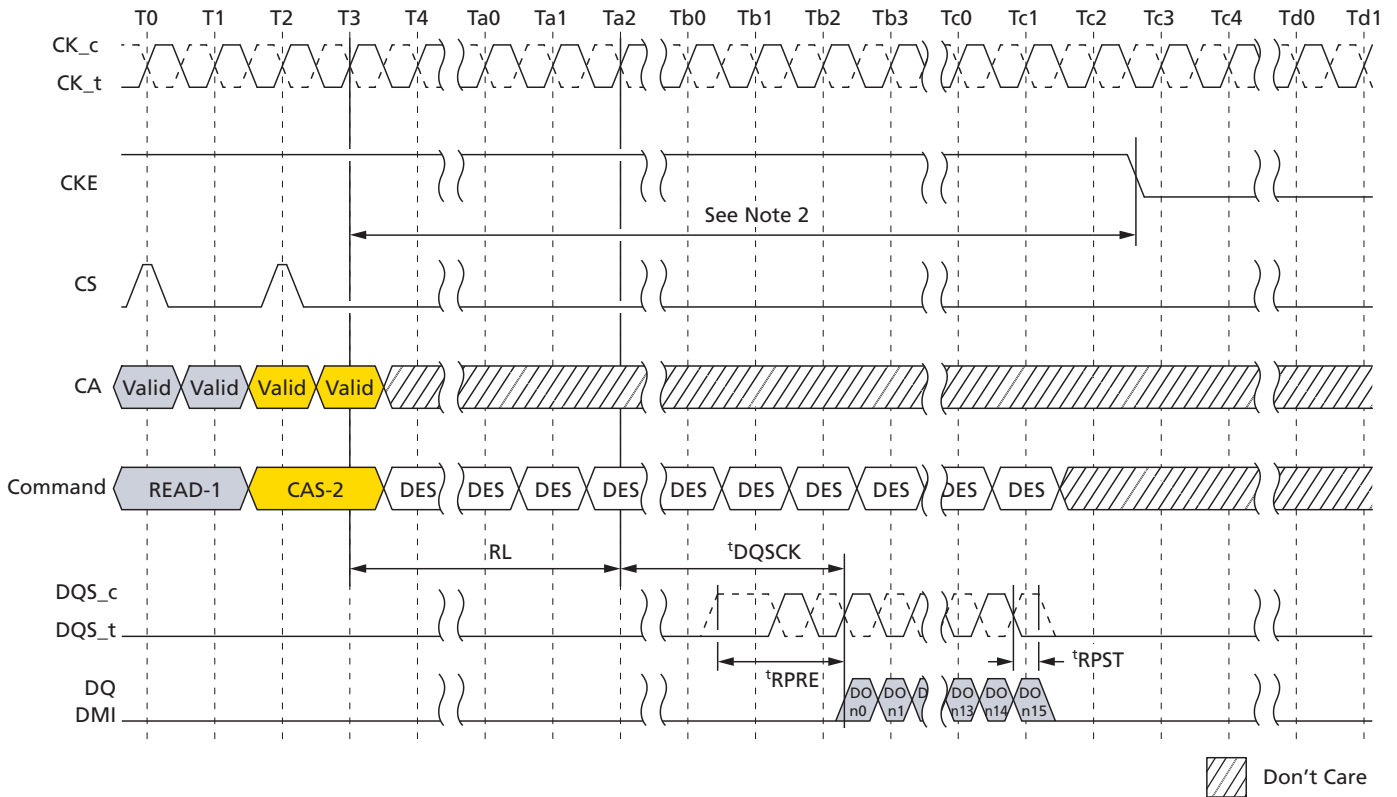 T0 T1 T2 T3 T4 Ta0 Ta1 Ta2 Tb0 Tb1 Tb2 Tb3 Tc0 Tc1 Tc2 Tc3 Tc4 Td0 Td1
CK_c
CK_t
CKE
See Note 2
CS
CA Valid Valid Valid Valid
Command READ-1 CAS-2 DES DES DES DES DES DES DES DES DES DES
RL tDQSCK
DQS_c
DQS_t
tRPRE tRPST
DQ DO DO D DO DO DO
DMI n0 n1 n13 n14 n15
Don't Care